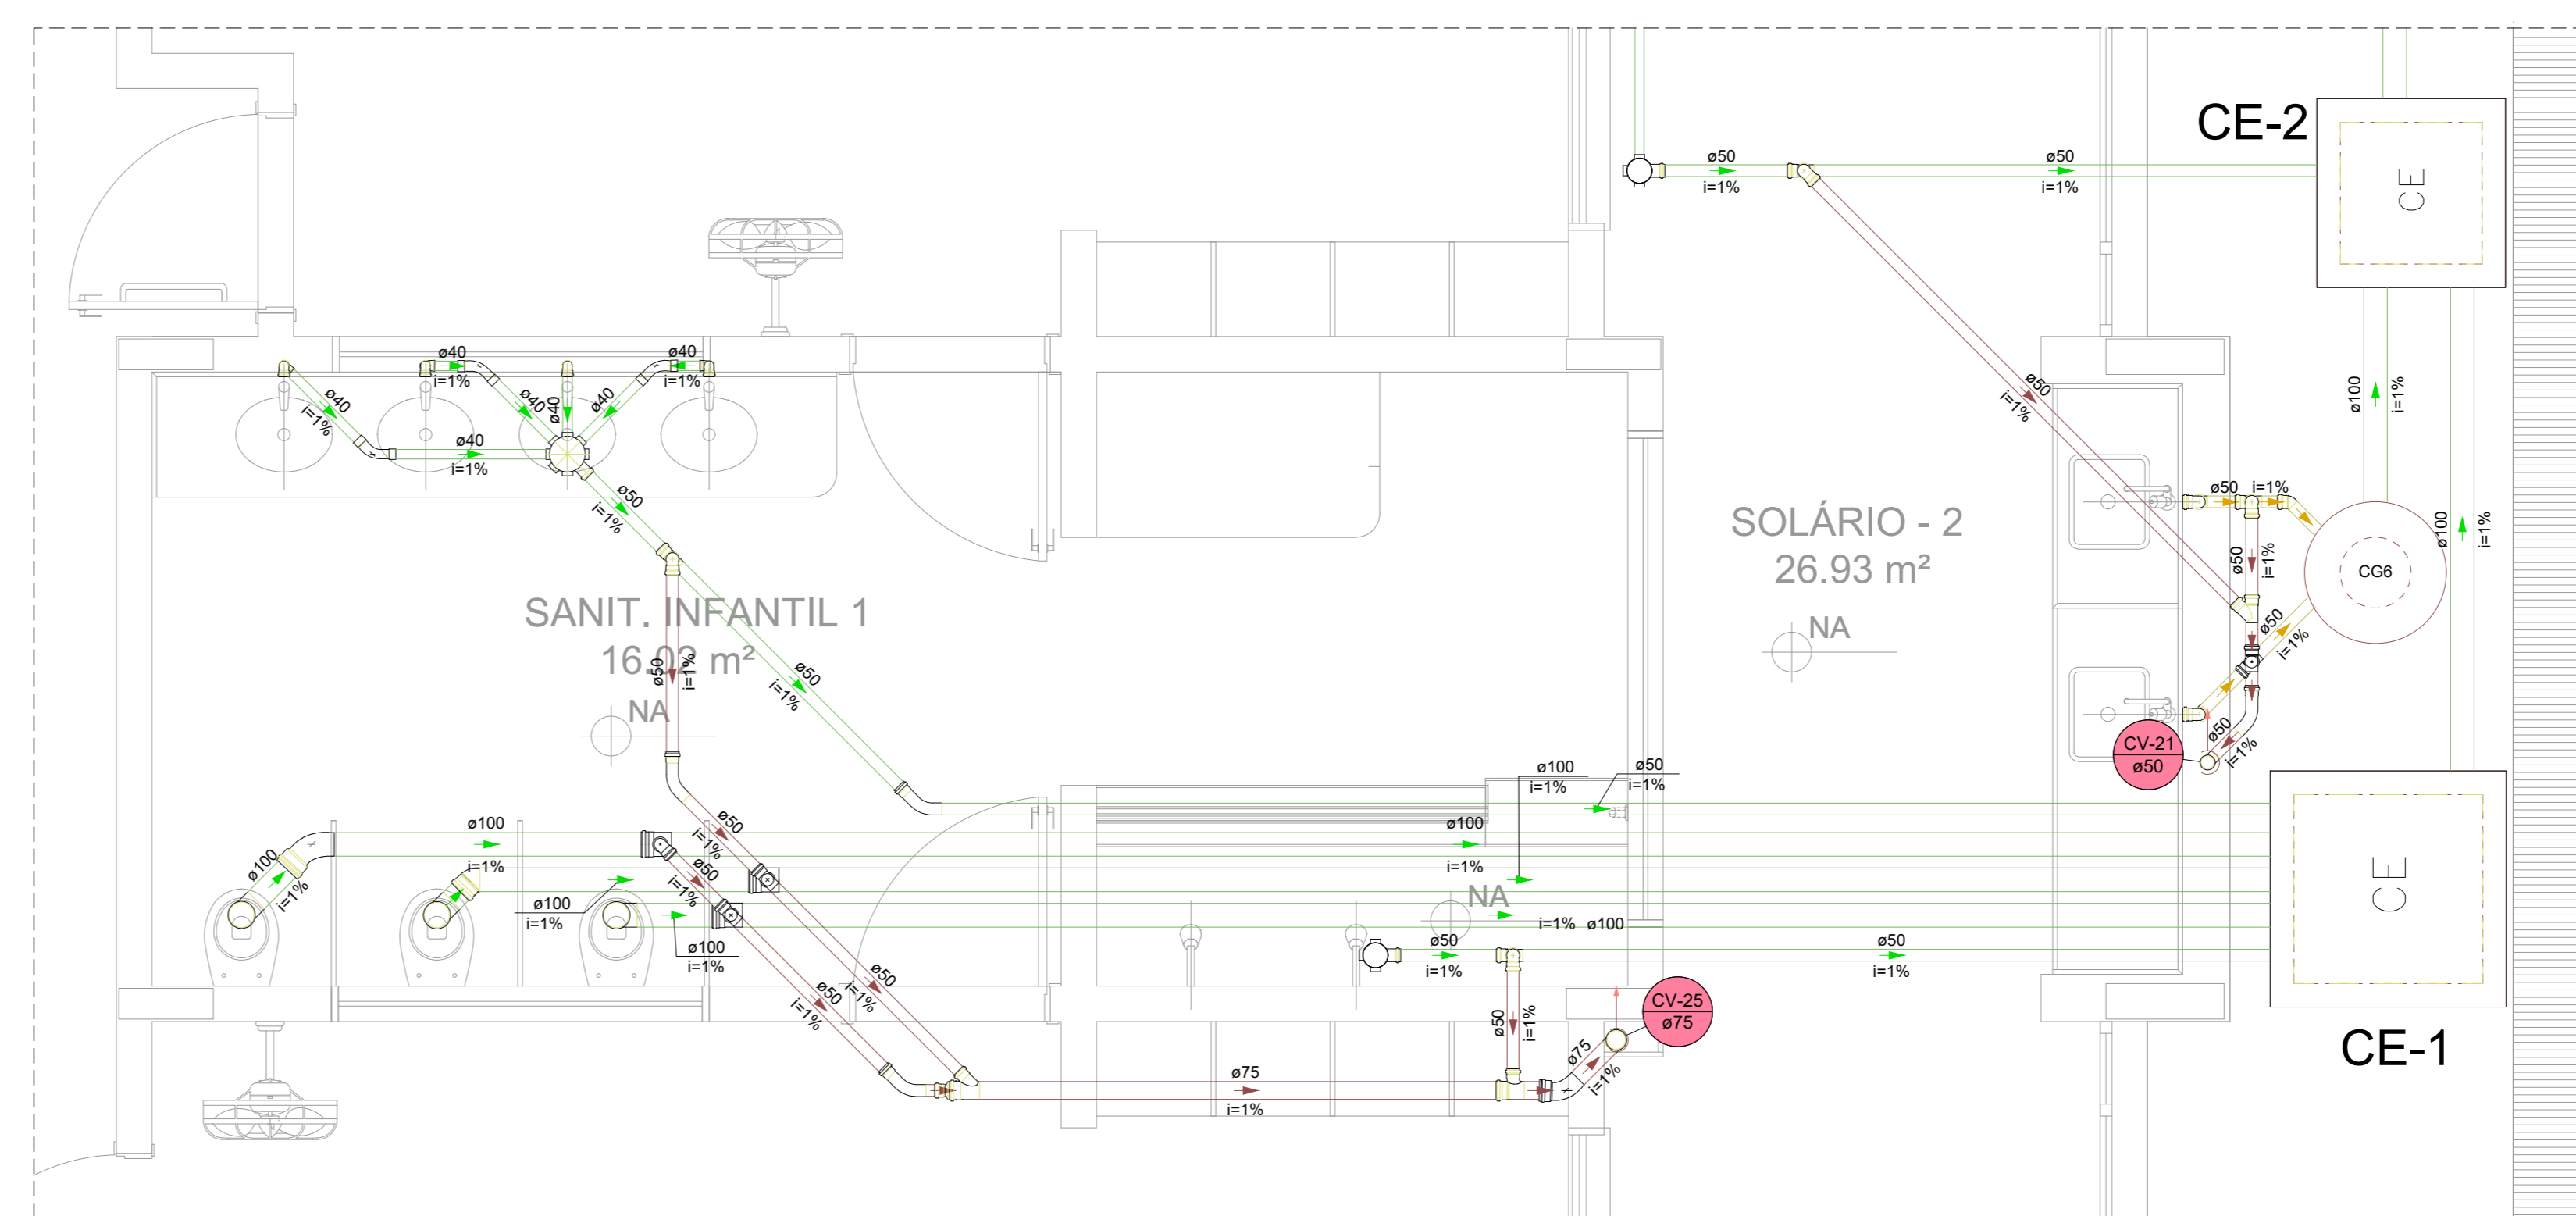 CE-2
CE
ø50
i=1%
ø50
i=1%
ø40
i=1%
ø40
i=1%
ø40
i=1%
ø40
ø40
ø40
ø40
i=1%
ø50
i=1%
ø50
i=1%
ø100
i=1%
ø100
i=1%
ø50
i=1%
ø50
i=1%
CG6
ø50
i=1%
SOLÁRIO - 2
26.93 m²
NA
SANIT. INFANTIL 1
16.02 m²
NA
ø50
i=1%
ø50
i=1%
CV-21
ø50
ø50
i=1%
ø100
i=1%
ø50
i=1%
ø100
i=1%
ø100
i=1%
ø100
i=1%
ø50
i=1%
ø50
i=1%
ø100
i=1%
ø100
i=1%
NA
i=1% ø100
ø50
i=1%
ø50
i=1%
ø50
i=1%
ø50
i=1%
ø50
i=1%
CV-25
ø75
ø75
i=1%
ø75
i=1%
CE
CE-1